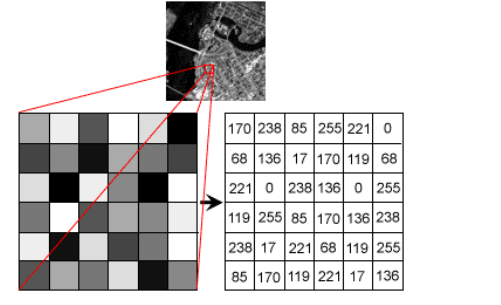 170 238 85 255 221 0
68 136 17 170 119 68
221 0 238 136 0 255
119 255 85 170 136 238
238 17 221 68 119 255
85 170 119 221 17 136